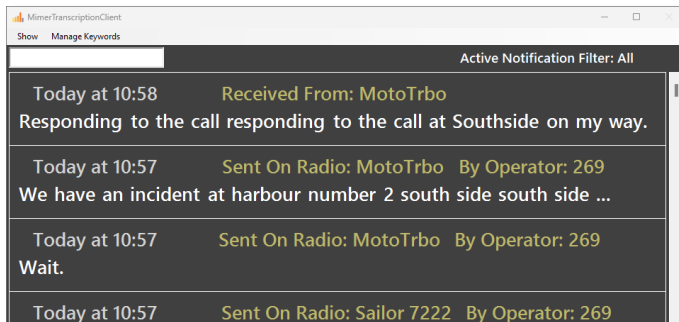 MimerTranscriptionClient
Show Manage Keywords
Active Notification Filter: All
Today at 10:58 Received From: MotoTrbo
Responding to the call responding to the call at Southside on my way.
Today at 10:57 Sent On Radio: MotoTrbo By Operator: 269
We have an incident at harbour number 2 south side south side ...
Today at 10:57 Sent On Radio: MotoTrbo By Operator: 269
Wait.
Today at 10:57 Sent On Radio: Sailor 7222 By Operator: 269